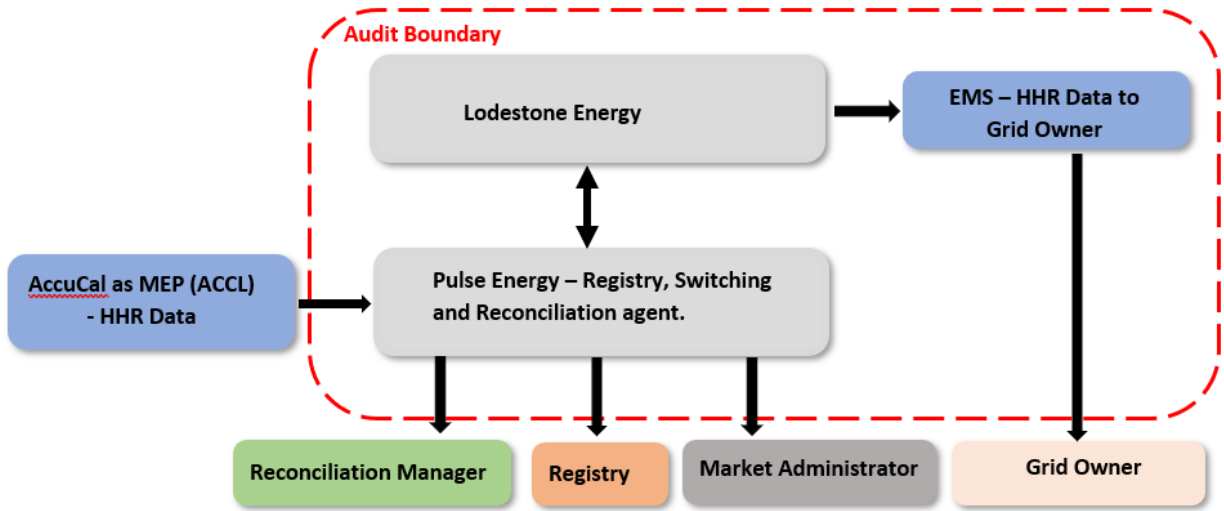 Audit Boundary
Lodestone Energy
EMS – HHR Data to
Grid Owner
AccuCal as MEP (ACCL)
- HHR Data
Pulse Energy – Registry, Switching
and Reconciliation agent.
Reconciliation Manager
Registry
Market Administrator
Grid Owner